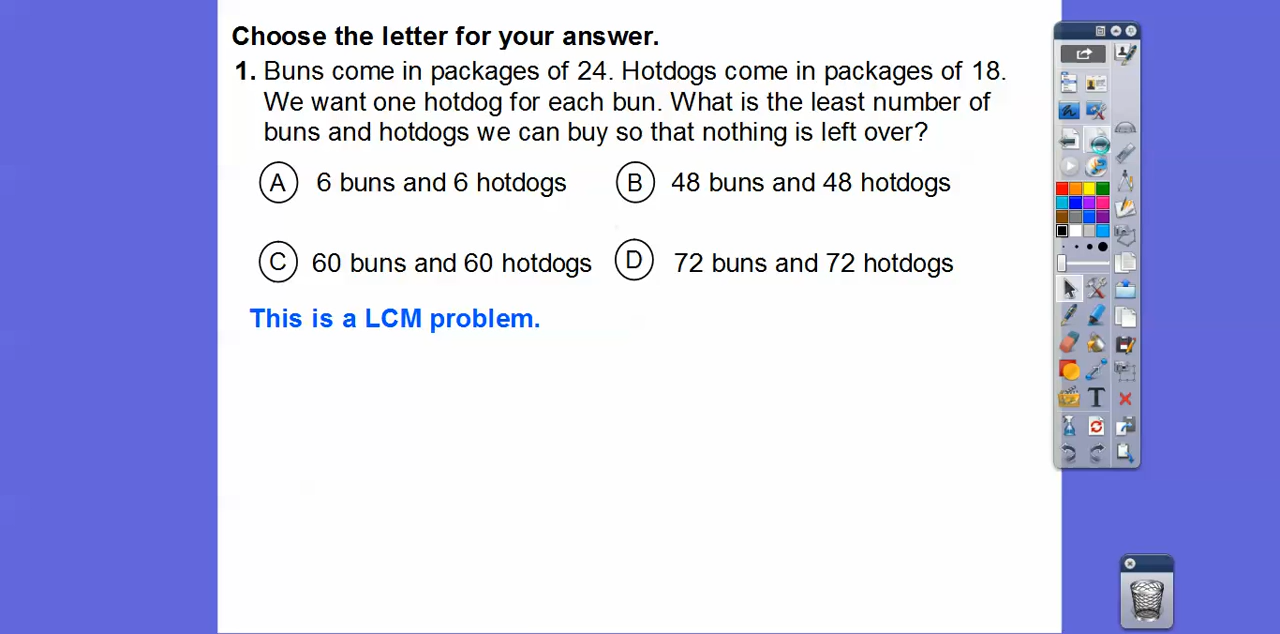 Choose the letter for your answer.
1. Buns come in packages of 24. Hotdogs come in packages of 18.
We want one hotdog for each bun. What is the least number of
buns and hotdogs we can buy so that nothing is left over?
A 6 buns and 6 hotdogs B 48 buns and 48 hotdogs
C 60 buns and 60 hotdogs D 72 buns and 72 hotdogs
This is a LCM problem.
T